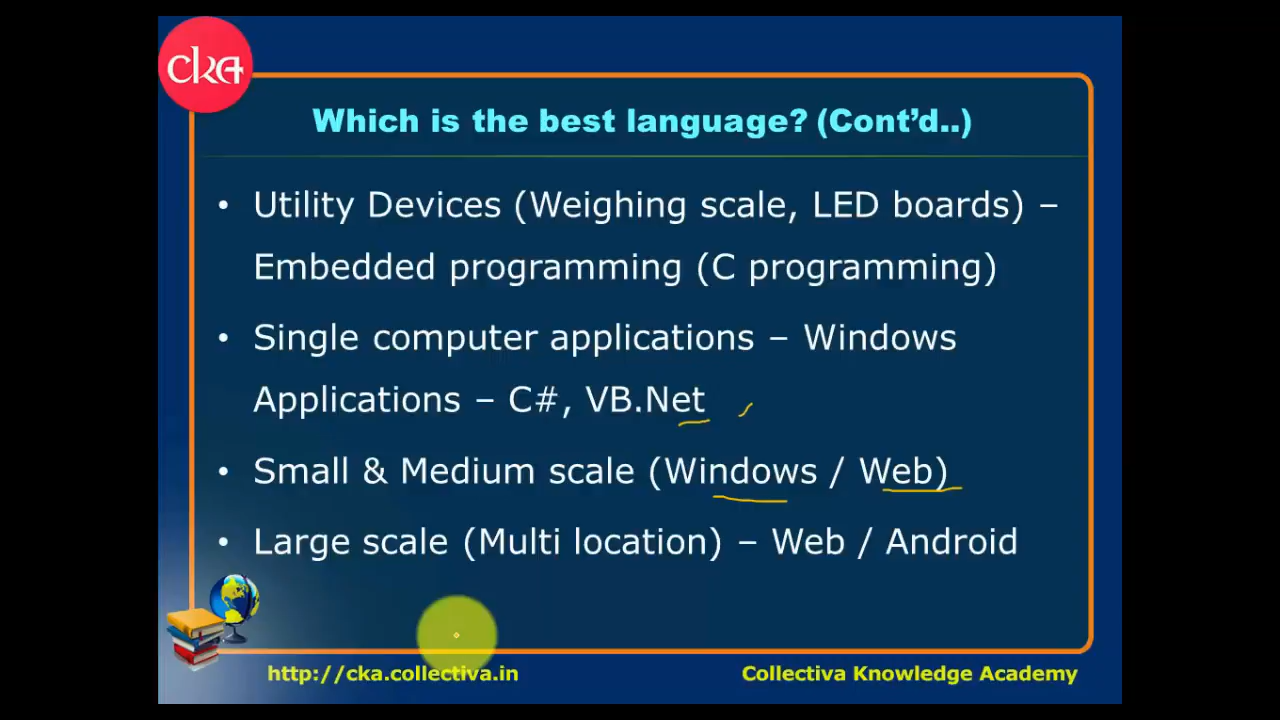 cka
Which is the best language? (Cont’d..)
• Utility Devices (Weighing scale, LED boards) –
Embedded programming (C programming)
• Single computer applications – Windows
Applications – C#, VB.Net
• Small & Medium scale (Windows / Web)
• Large scale (Multi location) – Web / Android
http://cka.collectiva.in
Collectiva Knowledge Academy